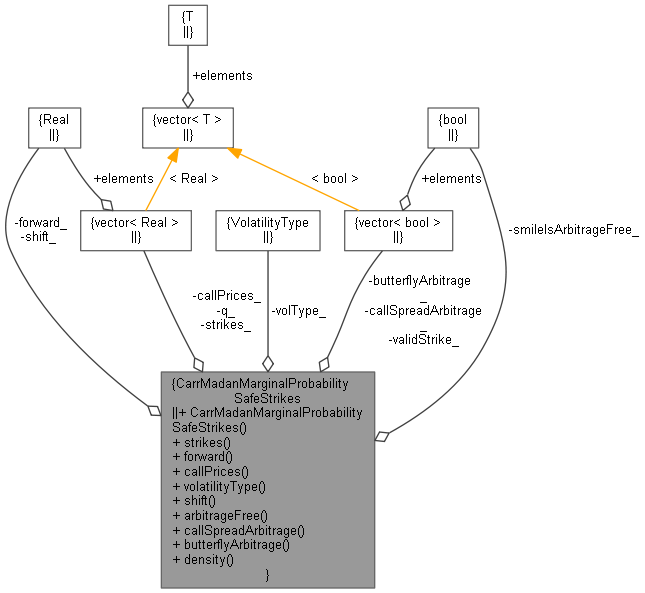 {T
||}
+elements
{Real
||}
{vector< T >
||}
{bool
||}
+elements
< Real >
< bool >
+elements
-forward_
-shift_
{vector< Real >
||}
{VolatilityType
||}
{vector< bool >
||}
-smileIsArbitrageFree_
-callPrices_
-q_
-strikes_
-volType_
-butterflyArbitrage
_
-callSpreadArbitrage
_
-validStrike_
{CarrMadanMarginalProbability
SafeStrikes
||+ CarrMadanMarginalProbability
SafeStrikes()
+ strikes()
+ forward()
+ callPrices()
+ volatilityType()
+ shift()
+ arbitrageFree()
+ callSpreadArbitrage()
+ butterflyArbitrage()
+ density()
}